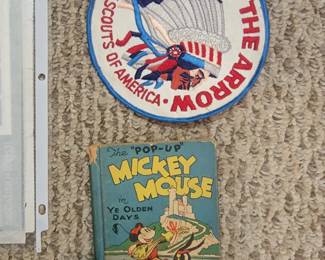 THE ARROW
SCOUTS OF AMERICA •
The "POP-UP"
MICKEY
MOUSE
in
YE OLDEN
DAYS